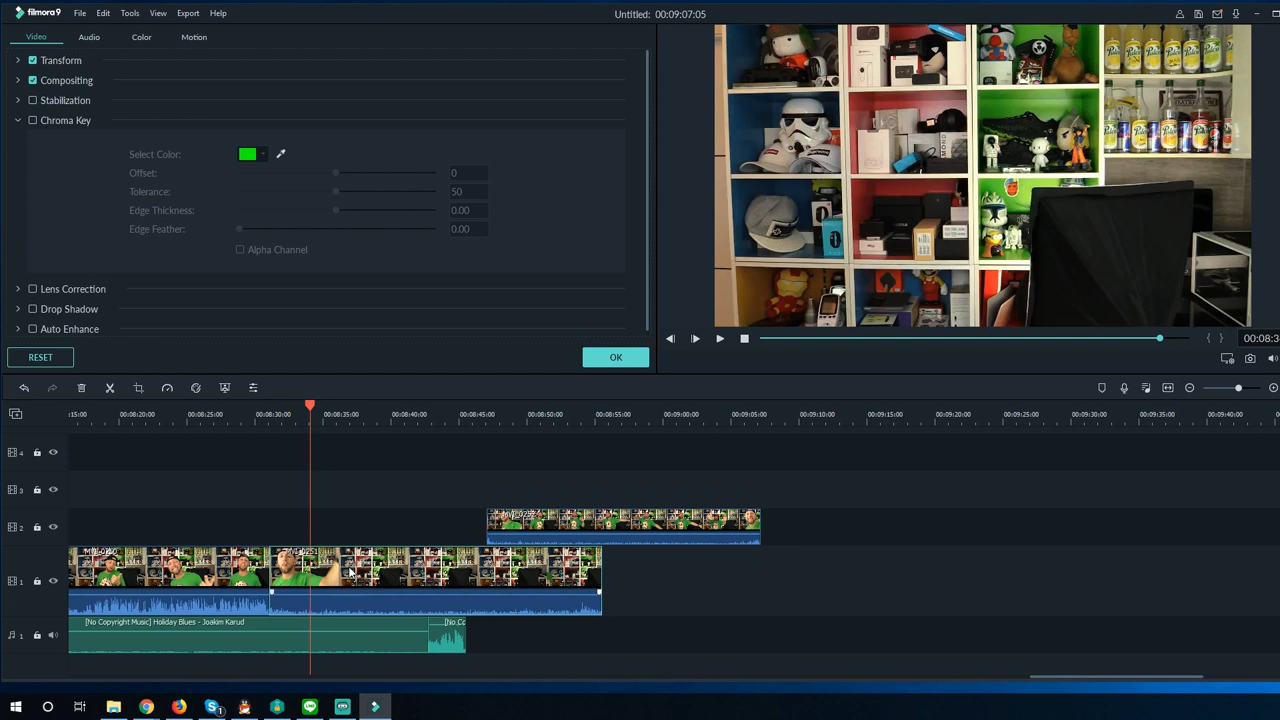 filmora9 File Edit Tools View Export Help Untitled: 00:09:07:05
Video Audio Color Motion
Transform
Compositing
Stabilization
Chroma Key
Select Color:
Offset: 0
Tolerance: 50
Edge Thickness: 0.00
Edge Feather: 0.00
Alpha Channel
Lens Correction
Drop Shadow
Auto Enhance
RESET OK
{ } 00:08:3
:15:00 00:08:20:00 00:08:25:00 00:08:30:00 00:08:35:00 00:08:40:00 00:08:45:00 00:08:50:00 00:08:55:00 00:09:00:00 00:09:05:00 00:09:10:00 00:09:15:00 00:09:20:00 00:09:25:00 00:09:30:00 00:09:35:00 00:09:40:00
4
3
2
1
1
[No Copyright Music] Holiday Blues - Joakim Karud [No Co